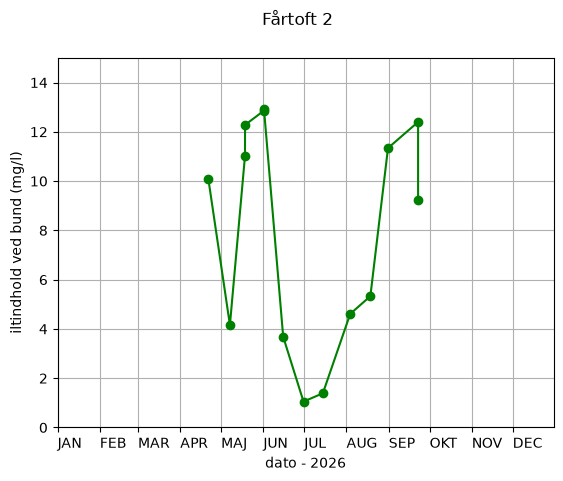 Fårtoft 2
iltindhold ved bund (mg/l)
14
12
10
8
6
4
2
0
JAN FEB MAR APR MAJ JUN JUL AUG SEP OKT NOV DEC
dato - 2026